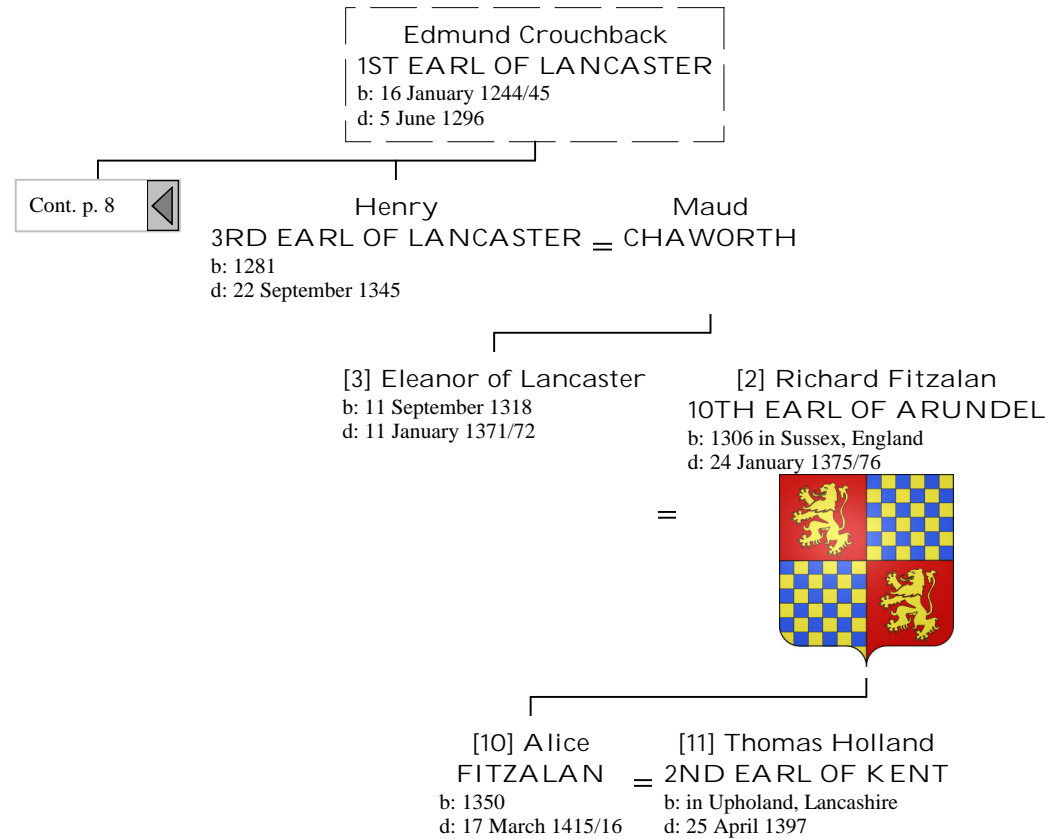 Edmund Crouchback
1ST EARL OF LANCASTER
b: 16 January 1244/45
d: 5 June 1296
Cont. p. 8
Henry
3RD EARL OF LANCASTER
b: 1281
d: 22 September 1345
=
Maud
CHAWORTH
[3] Eleanor of Lancaster
b: 11 September 1318
d: 11 January 1371/72
=
[2] Richard Fitzalan
10TH EARL OF ARUNDEL
b: 1306 in Sussex, England
d: 24 January 1375/76
[10] Alice
FITZALAN
b: 1350
d: 17 March 1415/16
=
[11] Thomas Holland
2ND EARL OF KENT
b: in Upholand, Lancashire
d: 25 April 1397